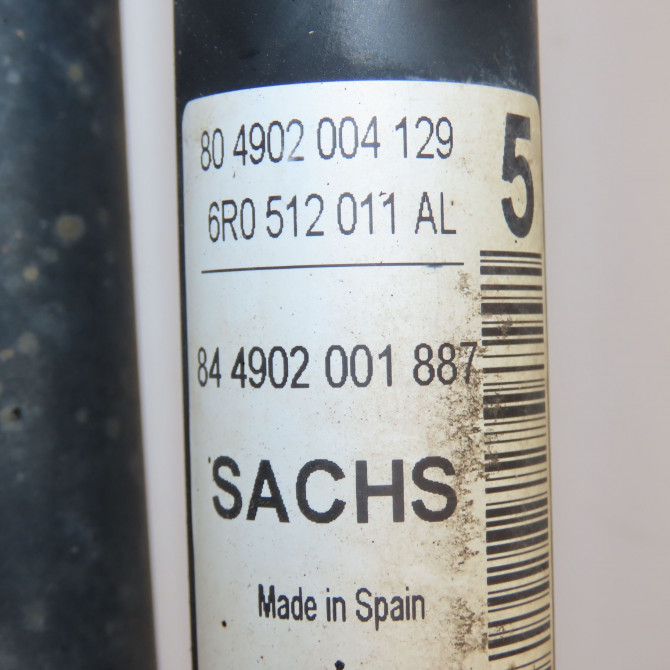 80 4902 004 129
6R0 512 011 AL
5
84 4902 001 887
SACHS
Made in Spain